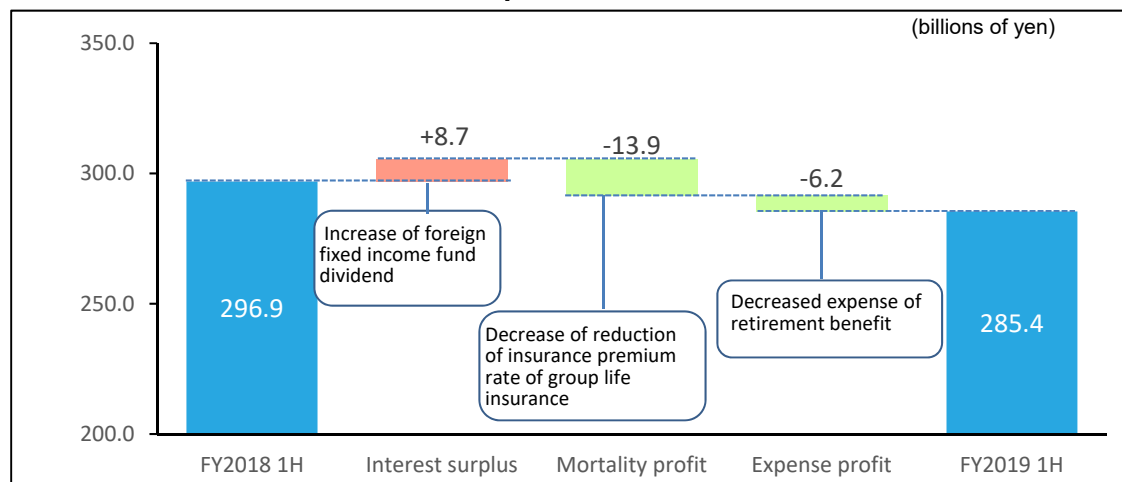 (billions of yen)
350.0
300.0
250.0
200.0
+8.7
-13.9
-6.2
Increase of foreign
fixed income fund
dividend
Decrease of reduction
of insurance premium
rate of group life
insurance
Decreased expense of
retirement benefit
296.9
285.4
FY2018 1H
Interest surplus
Mortality profit
Expense profit
FY2019 1H